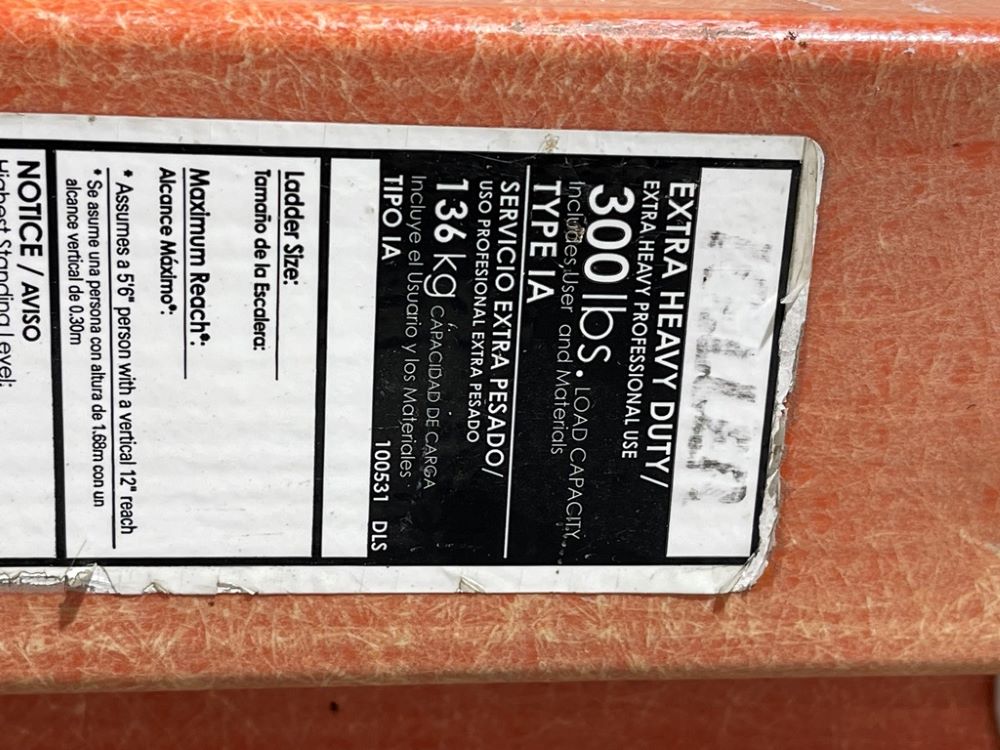 EXTRA HEAVY DUTY/
EXTRA HEAVY PROFESSIONAL USE
300 lbs. LOAD CAPACITY
Includes User and Materials
TYPE IA
SERVICIO EXTRA PESADO/
USO PROFESIONAL EXTRA PESADO
136 kg CAPACIDAD DE CARGA
Incluye el Usuario y los Materiales
TIPO IA 100531 DLS
Ladder Size:
Tamaño de la Escalera:
Maximum Reach*:
Alcance Máximo*:
* Assumes a 5'6" person with a vertical 12" reach
* Se asume una persona con altura de 1.68m con un
alcance vertical de 0.30m
NOTICE / AVISO
Highest Standing Level: